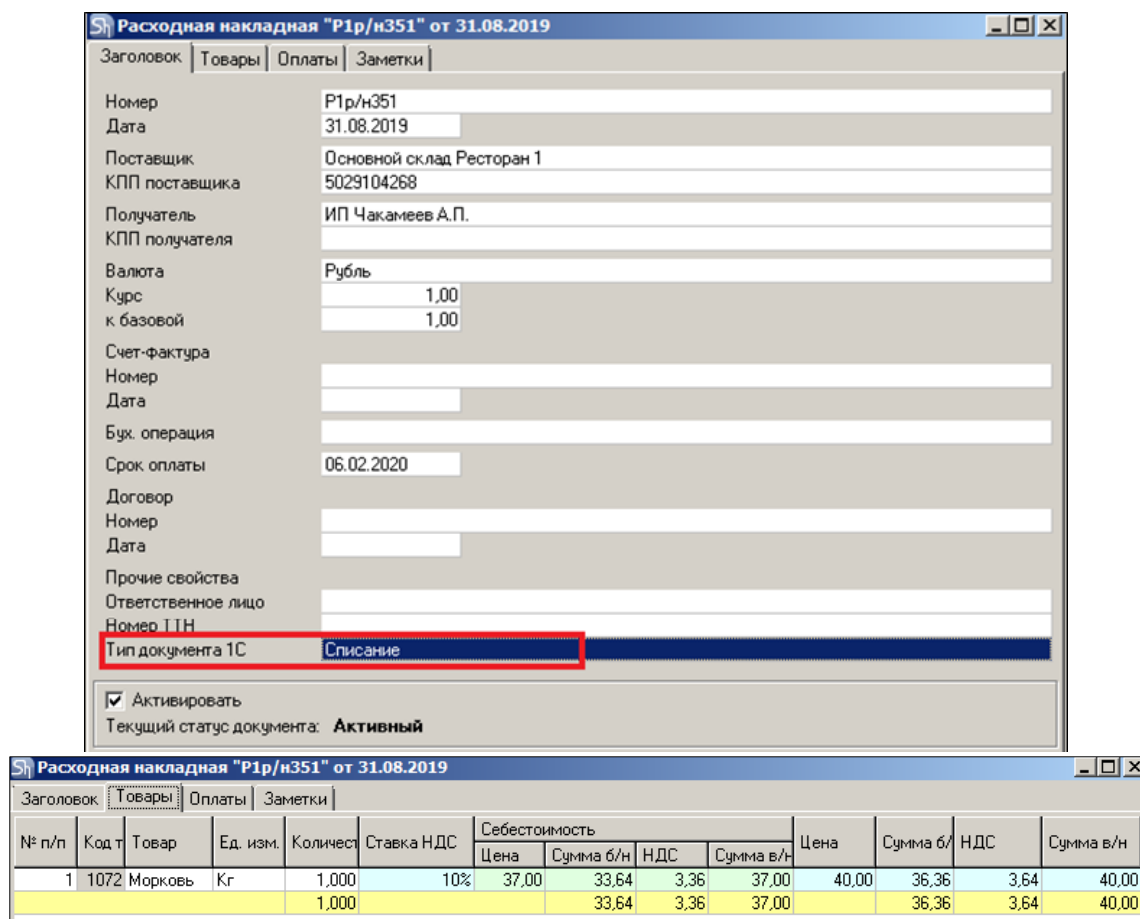 Sh Расходная накладная "Р1р/н351" от 31.08.2019
Заголовок Товары Оплаты Заметки
Номер Р1р/н351
Дата 31.08.2019
Поставщик Основной склад Ресторан 1
КПП поставщика 5029104268
Получатель ИП Чакамеев А.П.
КПП получателя
Валюта Рубль
Курс 1,00
к базовой 1,00
Счет-фактура
Номер
Дата
Бух. операция
Срок оплаты 06.02.2020
Договор
Номер
Дата
Прочие свойства
Ответственное лицо
Номер ТТН
Тип документа 1С Списание
Активировать
Текущий статус документа: Активный
Sh Расходная накладная "Р1р/н351" от 31.08.2019
Заголовок Товары Оплаты Заметки
№ п/п Код т Товар Ед. изм. Количест Ставка НДС Себестоимость Цена Сумма б/ НДС Сумма в/н
Цена Сумма б/н НДС Сумма в/н
1 1072 Морковь Кг 1,000 10% 37,00 33,64 3,36 37,00 40,00 36,36 3,64 40,00
1,000 33,64 3,36 37,00 36,36 3,64 40,00